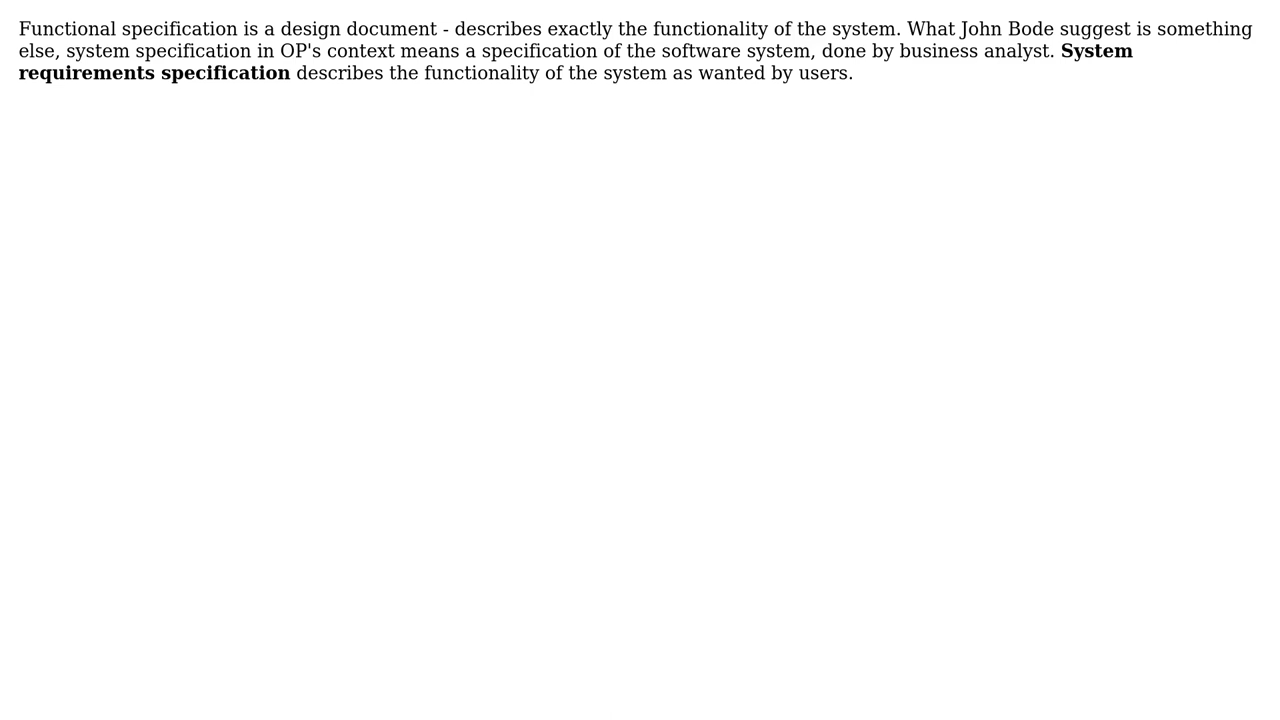 Functional specification is a design document - describes exactly the functionality of the system. What John Bode suggest is something
else, system specification in OP's context means a specification of the software system, done by business analyst. System
requirements specification describes the functionality of the system as wanted by users.